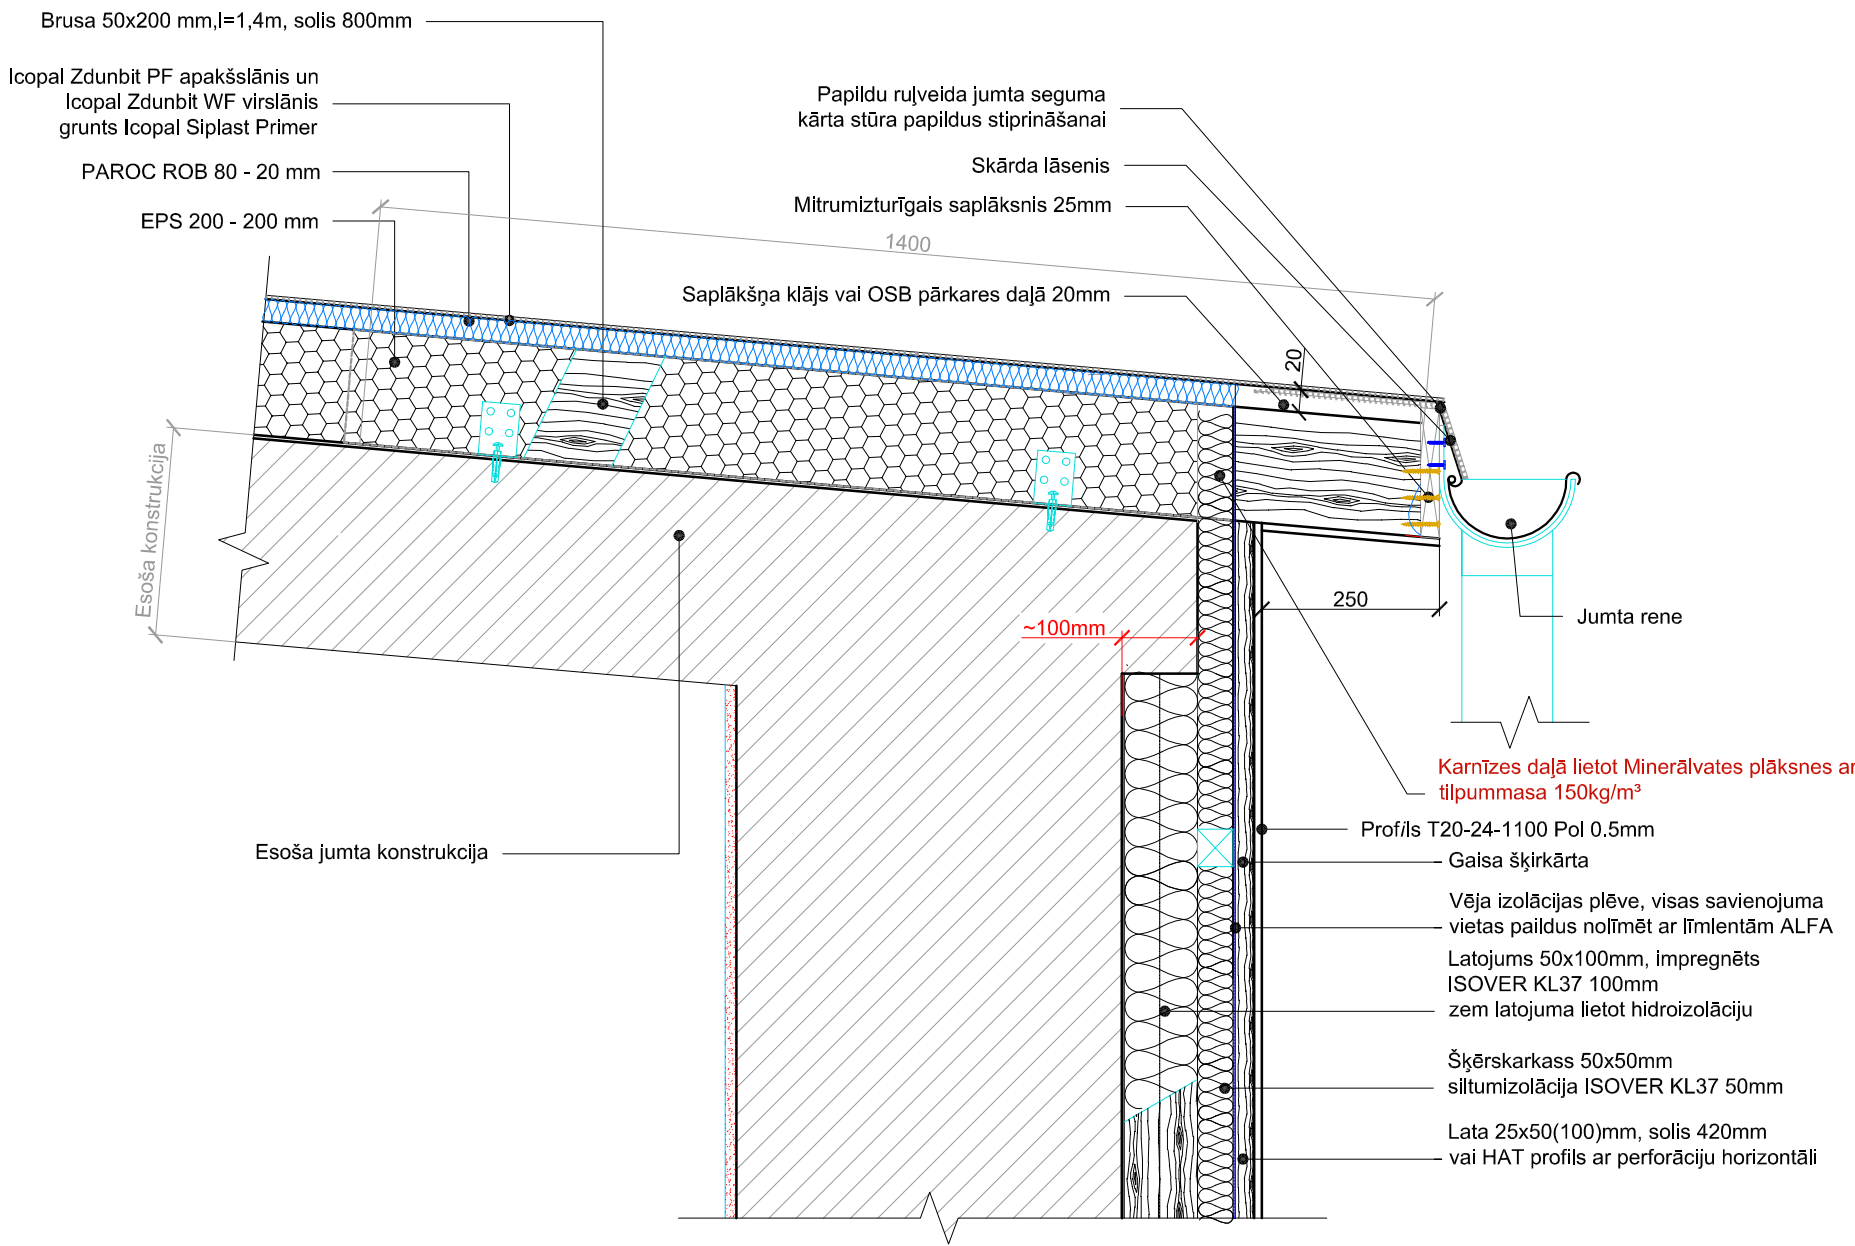 Brusa 50x200 mm,l=1,4m, solis 800mm
Icopal Zdunbit PF apakšslānis un
Icopal Zdunbit WF virslānis
grunts Icopal Siplast Primer
PAROC ROB 80 - 20 mm
EPS 200 - 200 mm
Papildu ruļveida jumta seguma
kārta stūra papildus stiprināšanai
Skārda lāsenis
Mitrumizturīgais saplāksnis 25mm
1400
Saplākšņa klājs vai OSB pārkares daļā 20mm
20
Esoša konstrukcija
250
Jumta rene
~100mm
Karnīzes daļā lietot Minerālvates plāksnes ar
tilpummasa 150kg/m³
Profils T20-24-1100 Pol 0.5mm
Gaisa šķirkārta
Esoša jumta konstrukcija
Vēja izolācijas plēve, visas savienojuma
vietas paildus nolīmēt ar līmlentām ALFA
Latojums 50x100mm, impregnēts
ISOVER KL37 100mm
zem latojuma lietot hidroizolāciju
Šķērskarkass 50x50mm
siltumizolācija ISOVER KL37 50mm
Lata 25x50(100)mm, solis 420mm
vai HAT profils ar perforāciju horizontāli